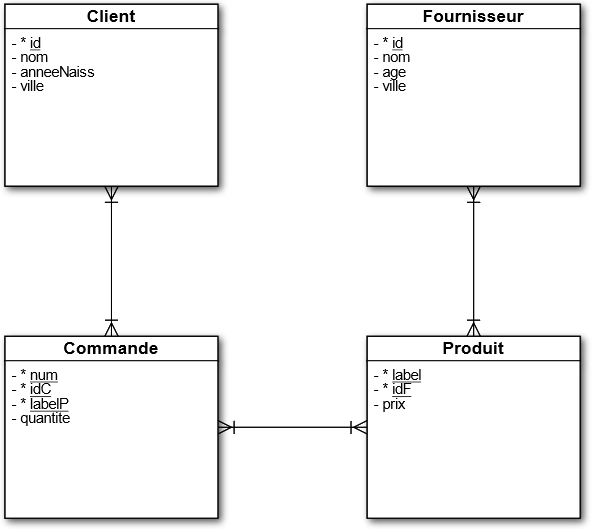 Client
- * id
- nom
- anneeNaiss
- ville
Fournisseur
- * id
- nom
- age
- ville
Commande
- * num
- * idC
- * labelP
- quantite
Produit
- * label
- * idF
- prix